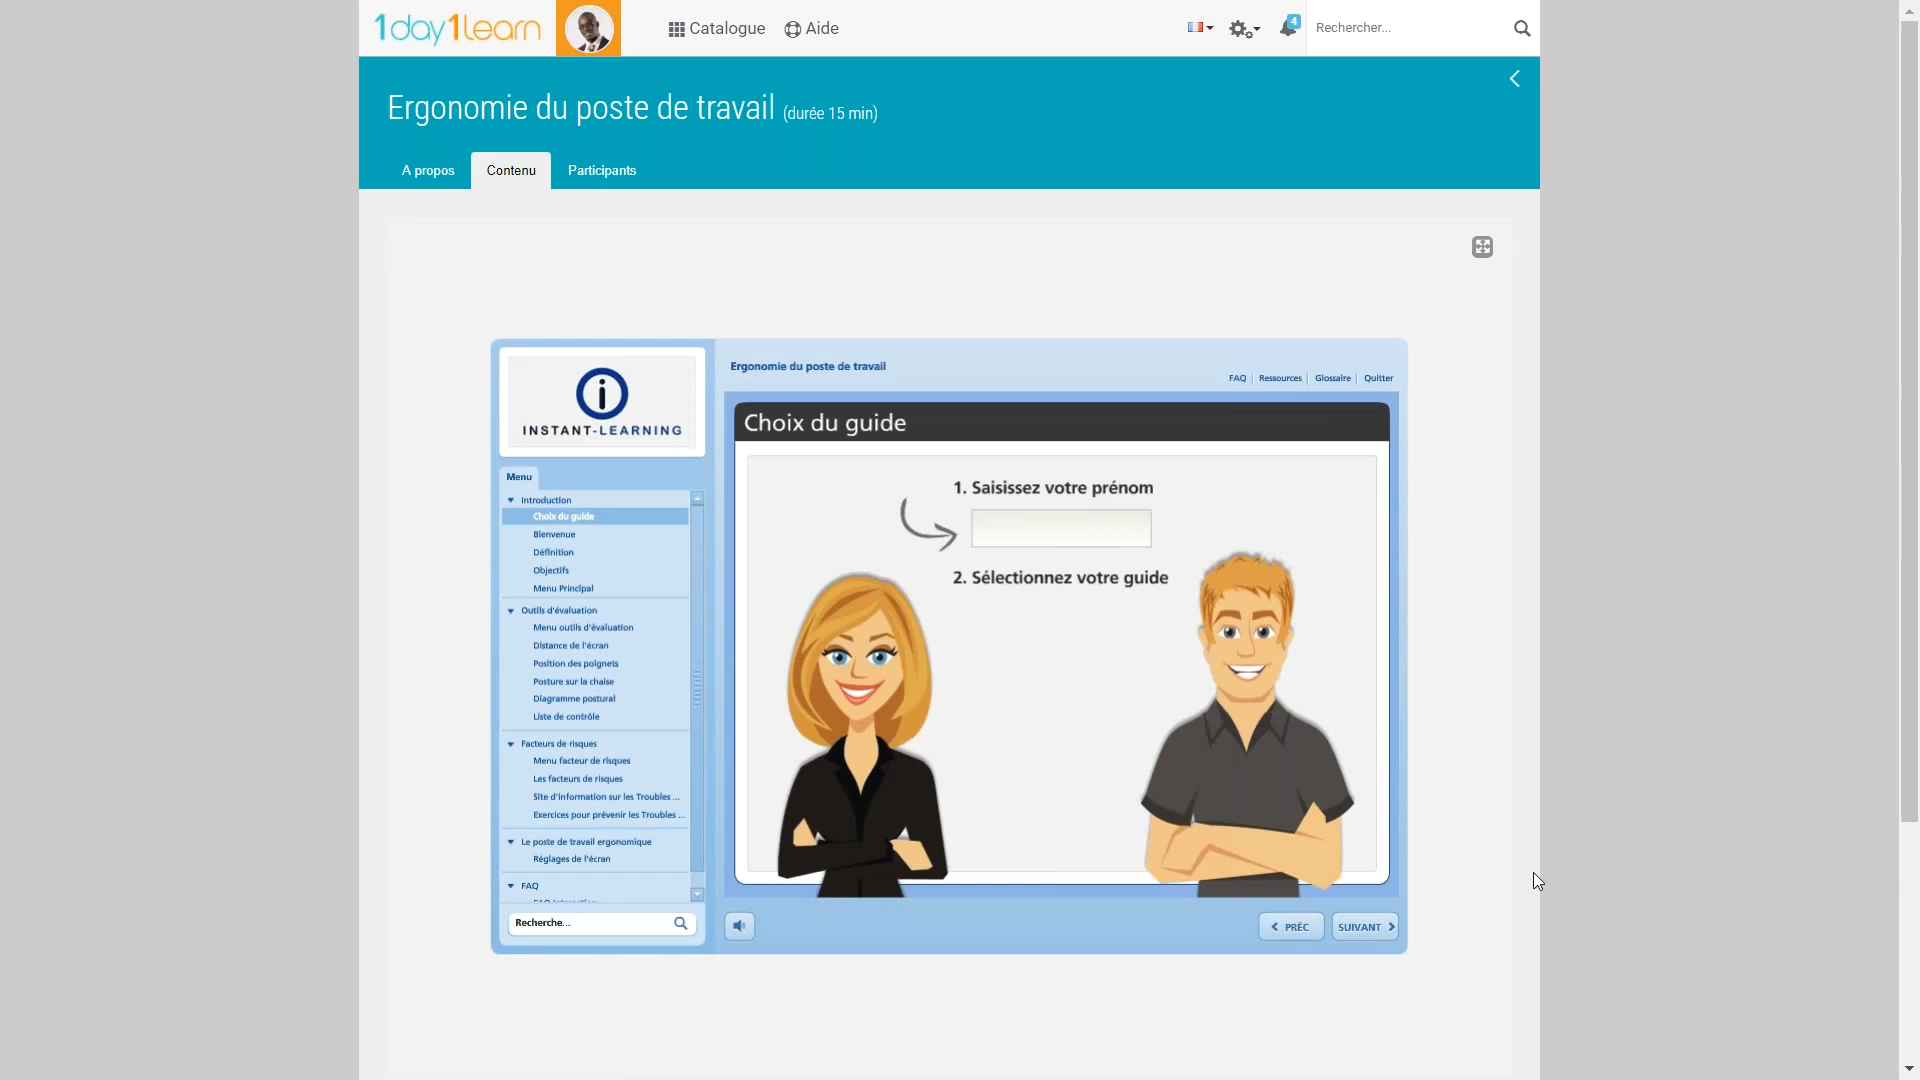 1day1learn
Catalogue
Aide
4
Rechercher...
Ergonomie du poste de travail (durée 15 min)
A propos
Contenu
Participants
INSTANT-LEARNING
Ergonomie du poste de travail
FAQ
Ressources
Glossaire
Quitter
Menu
Introduction
Choix du guide
Bienvenue
Définition
Objectifs
Menu Principal
Outils d'évaluation
Menu outils d'évaluation
Distance de l'écran
Position des poignets
Posture sur la chaise
Diagramme postural
Liste de contrôle
Facteurs de risques
Menu facteur de risques
Les facteurs de risques
Site d'information sur les Troubles ...
Exercices pour prévenir les Troubles ...
Le poste de travail ergonomique
Réglages de l'écran
FAQ
Recherche...
Choix du guide
1. Saisissez votre prénom
2. Sélectionnez votre guide
PRÉC
SUIVANT